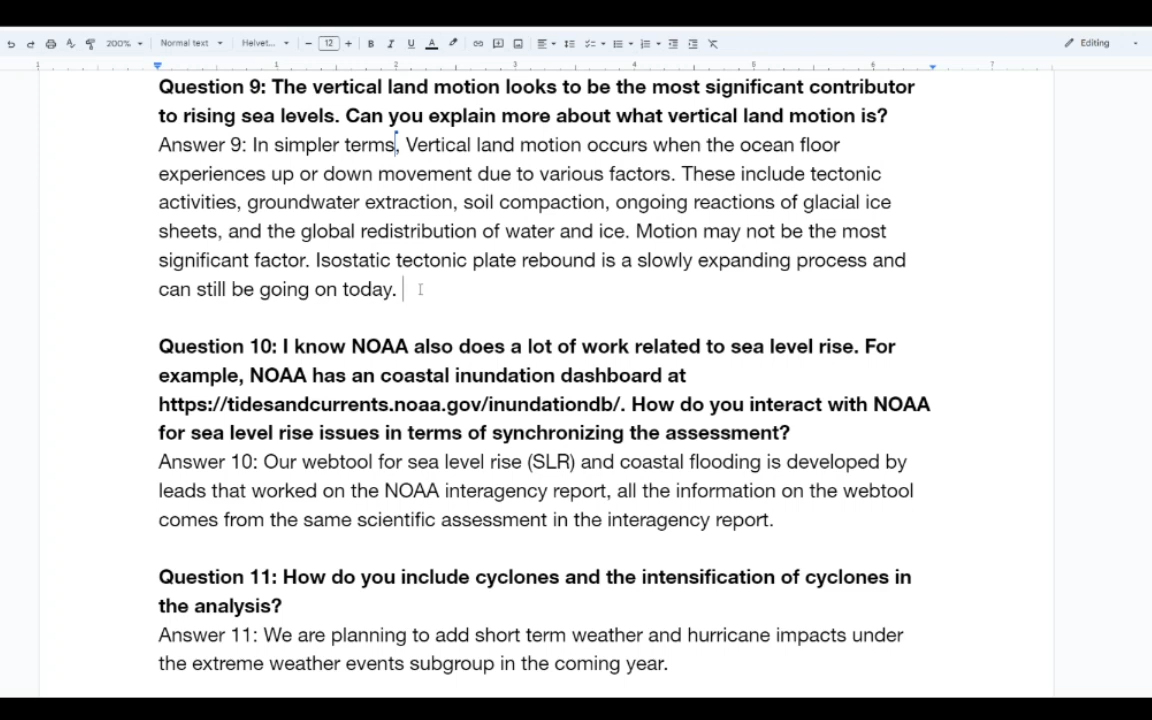 200% Normal text Helvet... 12 B I U A Editing
1 1 2 3 4 5 6 7
Question 9: The vertical land motion looks to be the most significant contributor
to rising sea levels. Can you explain more about what vertical land motion is?
Answer 9: In simpler terms, Vertical land motion occurs when the ocean floor
experiences up or down movement due to various factors. These include tectonic
activities, groundwater extraction, soil compaction, ongoing reactions of glacial ice
sheets, and the global redistribution of water and ice. Motion may not be the most
significant factor. Isostatic tectonic plate rebound is a slowly expanding process and
can still be going on today.
Question 10: I know NOAA also does a lot of work related to sea level rise. For
example, NOAA has an coastal inundation dashboard at
https://tidesandcurrents.noaa.gov/inundationdb/. How do you interact with NOAA
for sea level rise issues in terms of synchronizing the assessment?
Answer 10: Our webtool for sea level rise (SLR) and coastal flooding is developed by
leads that worked on the NOAA interagency report, all the information on the webtool
comes from the same scientific assessment in the interagency report.
Question 11: How do you include cyclones and the intensification of cyclones in
the analysis?
Answer 11: We are planning to add short term weather and hurricane impacts under
the extreme weather events subgroup in the coming year.